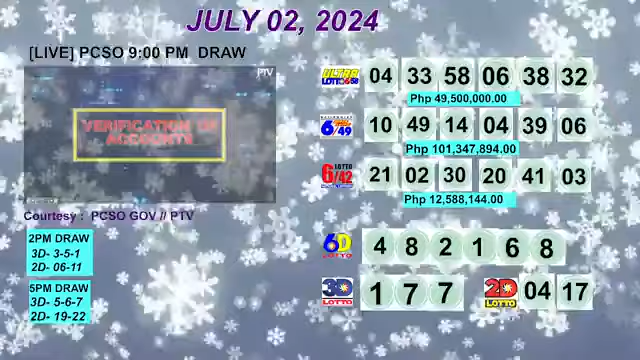 JULY 02, 2024
[LIVE] PCSO 9:00 PM DRAW
PTV
VERIFICATION OF
ACCOUNTS
Courtesy : PCSO GOV // PTV
2PM DRAW
3D- 3-5-1
2D- 06-11
5PM DRAW
3D- 5-6-7
2D- 19-22
ULTRA
LOTTO 6/58
04 33 58 06 38 32
Php 49,500,000.00
6/49
10 49 14 04 39 06
Php 101,347,894.00
LOTTO
6/42
21 02 30 20 41 03
Php 12,588,144.00
6D
LOTTO
4 8 2 1 6 8
3D
LOTTO
1 7 7
2D
LOTTO
04 17